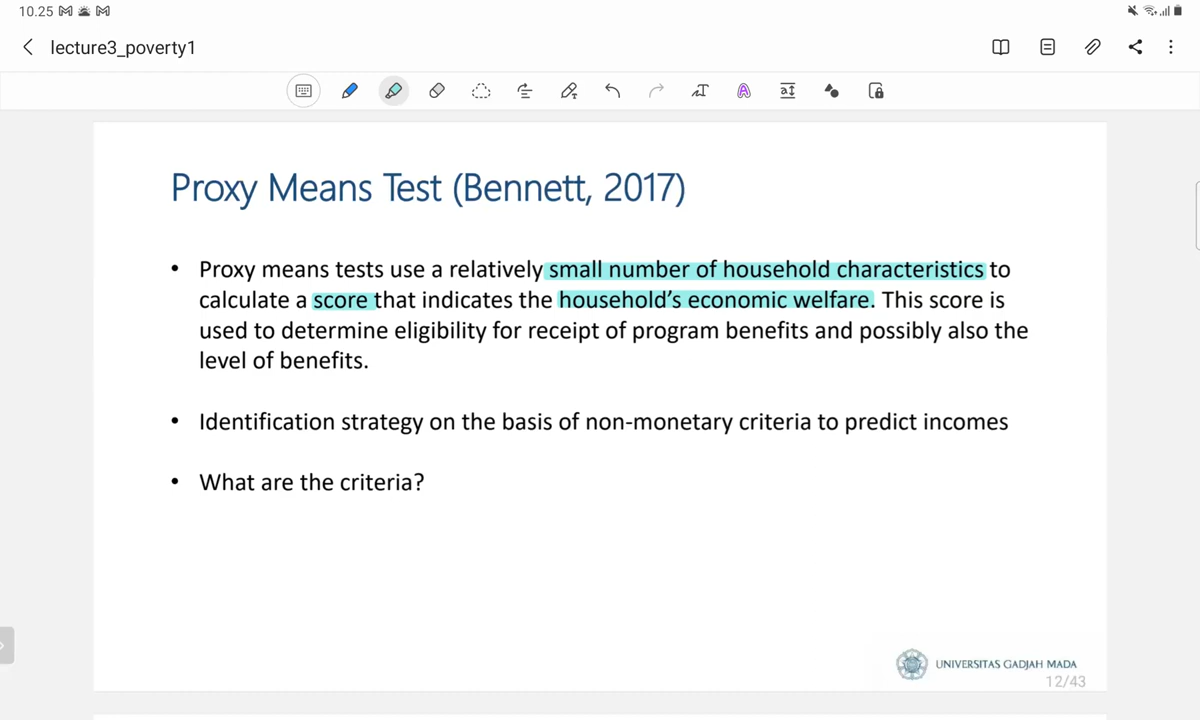 10.25
lecture3_poverty1
Proxy Means Test (Bennett, 2017)
• Proxy means tests use a relatively small number of household characteristics to
calculate a score that indicates the household's economic welfare. This score is
used to determine eligibility for receipt of program benefits and possibly also the
level of benefits.
• Identification strategy on the basis of non-monetary criteria to predict incomes
• What are the criteria?
UNIVERSITAS GADJAH MADA
12/43